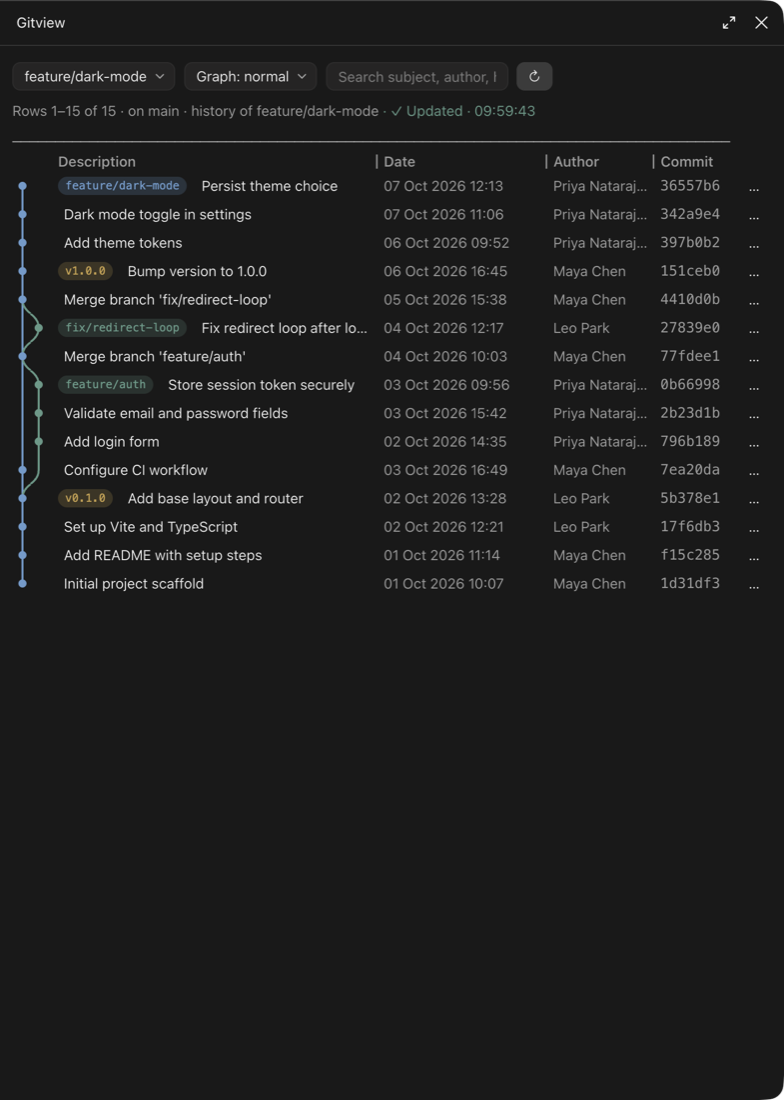 Gitview
feature/dark-mode Graph: normal Search subject, author, h
Rows 1–15 of 15 · on main · history of feature/dark-mode · ✓ Updated · 09:59:43
Description | Date | Author | Commit
feature/dark-mode Persist theme choice 07 Oct 2026 12:13 Priya Nataraj… 36557b6 …
Dark mode toggle in settings 07 Oct 2026 11:06 Priya Nataraj… 342a9e4 …
Add theme tokens 06 Oct 2026 09:52 Priya Nataraj… 397b0b2 …
v1.0.0 Bump version to 1.0.0 06 Oct 2026 16:45 Maya Chen 151ceb0 …
Merge branch 'fix/redirect-loop' 05 Oct 2026 15:38 Maya Chen 4410d0b …
fix/redirect-loop Fix redirect loop after lo… 04 Oct 2026 12:17 Leo Park 27839e0 …
Merge branch 'feature/auth' 04 Oct 2026 10:03 Maya Chen 77fdee1 …
feature/auth Store session token securely 03 Oct 2026 09:56 Priya Nataraj… 0b66998 …
Validate email and password fields 03 Oct 2026 15:42 Priya Nataraj… 2b23d1b …
Add login form 02 Oct 2026 14:35 Priya Nataraj… 796b189 …
Configure CI workflow 03 Oct 2026 16:49 Maya Chen 7ea20da …
v0.1.0 Add base layout and router 02 Oct 2026 13:28 Leo Park 5b378e1 …
Set up Vite and TypeScript 02 Oct 2026 12:21 Leo Park 17f6db3 …
Add README with setup steps 01 Oct 2026 11:14 Maya Chen f15c285 …
Initial project scaffold 01 Oct 2026 10:07 Maya Chen 1d31df3 …